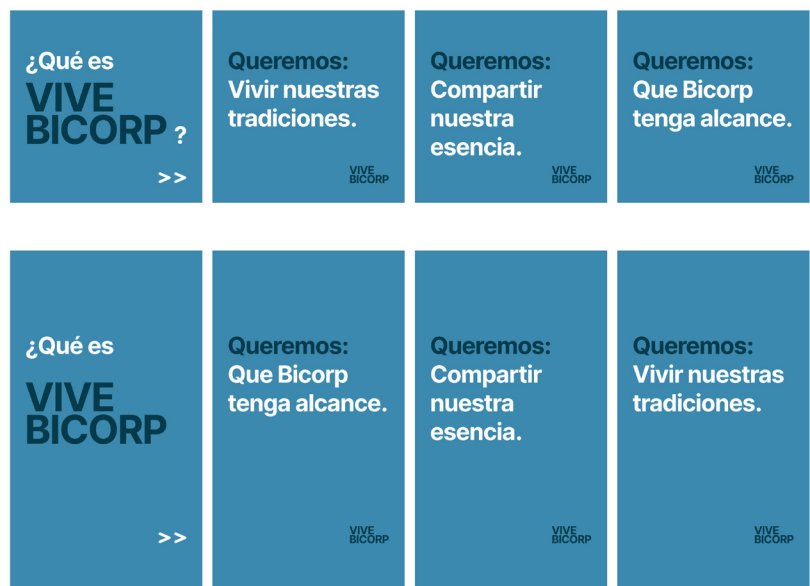 ¿Qué es
VIVE
BICORP ?
>>
Queremos:
Vivir nuestras
tradiciones.
VIVE
BICORP
Queremos:
Compartir
nuestra
esencia.
VIVE
BICORP
Queremos:
Que Bicorp
tenga alcance.
VIVE
BICORP
¿Qué es
VIVE
BICORP
>>
Queremos:
Que Bicorp
tenga alcance.
VIVE
BICORP
Queremos:
Compartir
nuestra
esencia.
VIVE
BICORP
Queremos:
Vivir nuestras
tradiciones.
VIVE
BICORP